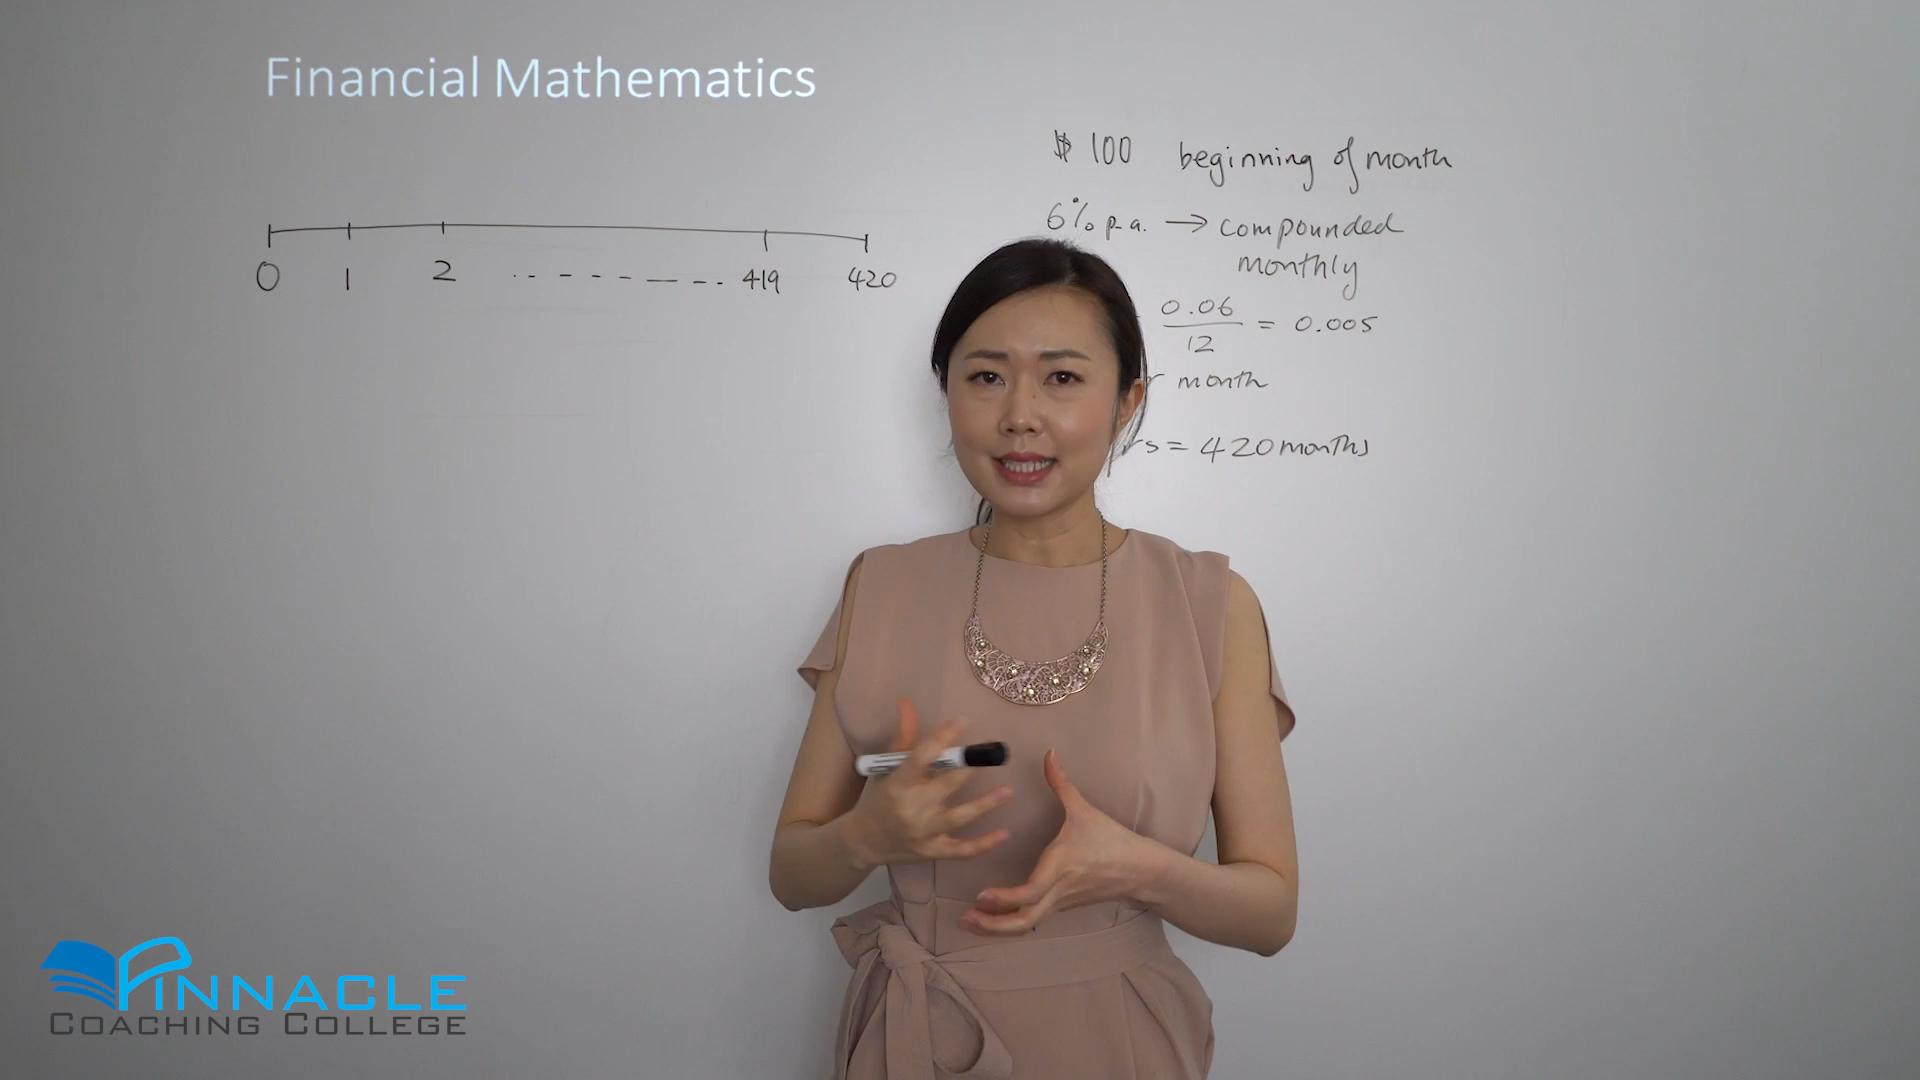 Financial Mathematics
$ 100 beginning of month
6% p.a. → compounded
monthly
0.06
12
= 0.005
month
= 420 months
0 1 2 ..----—--. 419 420
PINNACLE
COACHING COLLEGE